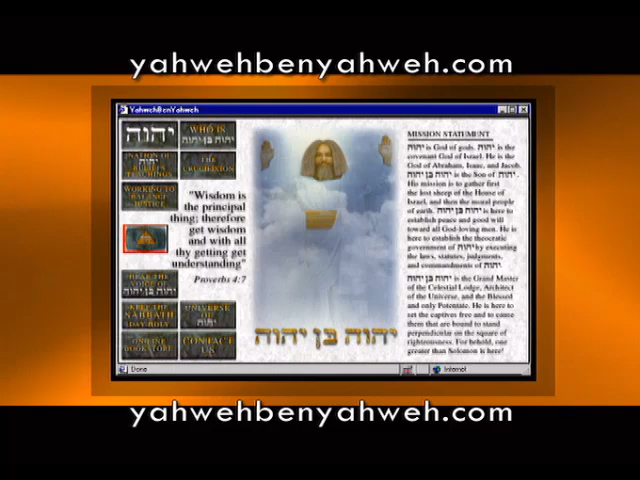 yahwehbenyahweh.com
YahwehBenYahweh
יהוה
WHO IS
יהוה בן יהוה
NATION OF
יהוה
BELIEFS
TEACHINGS
THE
CRUCIFIXION
WORKING TO
BALANCE
JUSTICE
"Wisdom is
the principal
thing; therefore
get wisdom
and with all
thy getting get
understanding"
Proverbs 4:7
HEAR THE
VOICE OF
יהוה בן יהוה
KEEP THE
SABBATH
DAY HOLY
UNIVERSE
OF
יהוה
ONLINE
BOOKSTORE
CONTACT
US
יהוה בן יהוה
MISSION STATEMENT
יהוה is God of gods. יהוה is the
covenant God of Israel. He is the
God of Abraham, Isaac, and Jacob.
יהוה בן יהוה is the Son of יהוה.
His mission is to gather first
the lost sheep of the House of
Israel, and then the moral people
of earth. יהוה בן יהוה is here to
establish peace and good will
toward all God-loving men. He is
here to establish the theocratic
government of יהוה by executing
the laws, statutes, judgments,
and commandments of יהוה.
יהוה בן יהוה is the Grand Master
of the Celestial Lodge, Architect
of the Universe, and the Blessed
and only Potentate. He is here to
set the captives free and to cause
them that are bound to stand
perpendicular on the square of
righteousness. For behold, one
greater than Solomon is here!
Done
Internet
yahwehbenyahweh.com